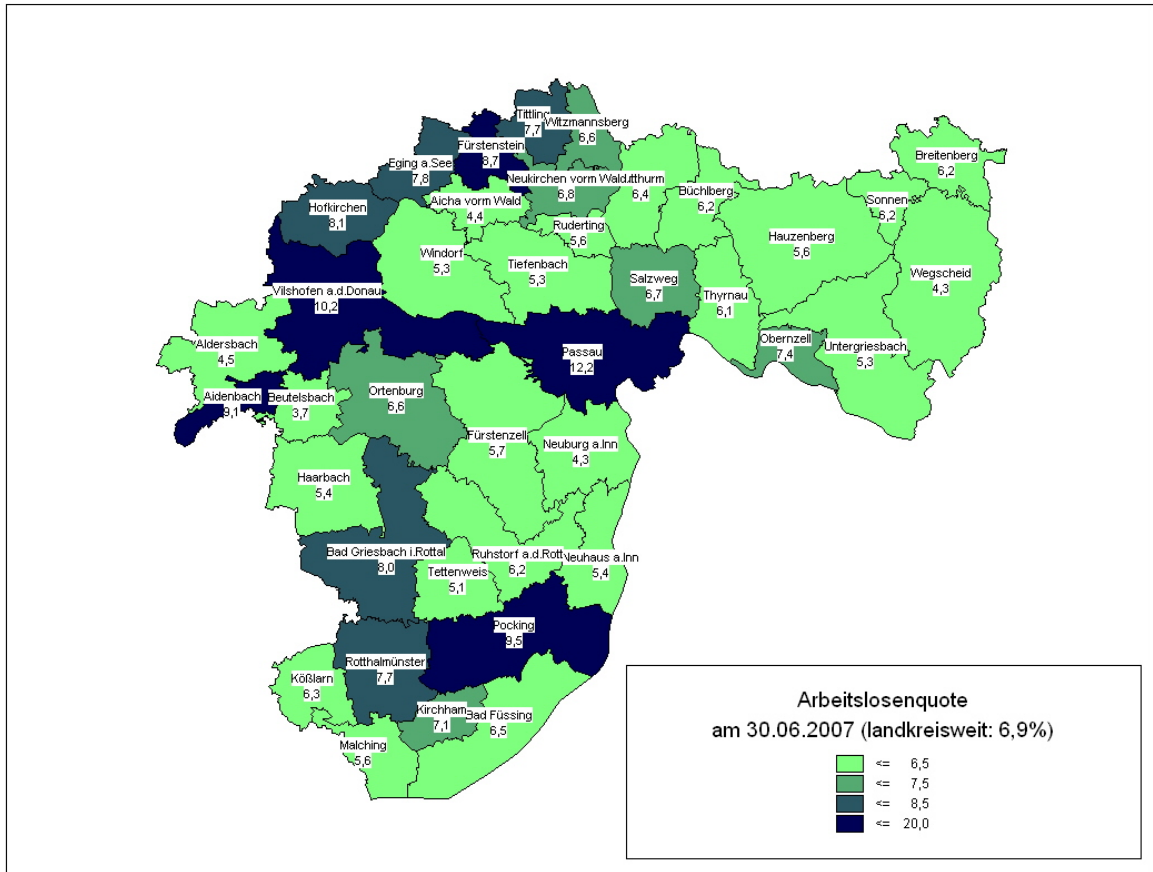 Tittling
7,7
Witzmannsberg
6,6
Fürstenstein
8,7
Eging a.See
7,8
Neukirchen vorm Wald
6,8
tthurm
6,4
Büchlberg
6,2
Breitenberg
6,2
Sonnen
6,2
Aicha vorm Wald
4,4
Hofkirchen
8,1
Ruderting
5,6
Hauzenberg
5,6
Windorf
5,3
Tiefenbach
5,3
Salzweg
6,7
Wegscheid
4,3
Thyrnau
6,1
Vilshofen a.d.Donau
10,2
Aldersbach
4,5
Passau
12,2
Obernzell
7,4
Untergriesbach
5,3
Aidenbach
9,1
Beutelsbach
3,7
Ortenburg
6,6
Fürstenzell
5,7
Neuburg a.Inn
4,3
Haarbach
5,4
Bad Griesbach i.Rottal
8,0
Ruhstorf a.d.Rott
6,2
Neuhaus a.Inn
5,4
Tettenweis
5,1
Pocking
9,5
Rotthalmünster
7,7
Kößlarn
6,3
Kirchham
7,1
Bad Füssing
6,5
Malching
5,6
Arbeitslosenquote
am 30.06.2007 (landkreisweit: 6,9%)
<= 6,5
<= 7,5
<= 8,5
<= 20,0